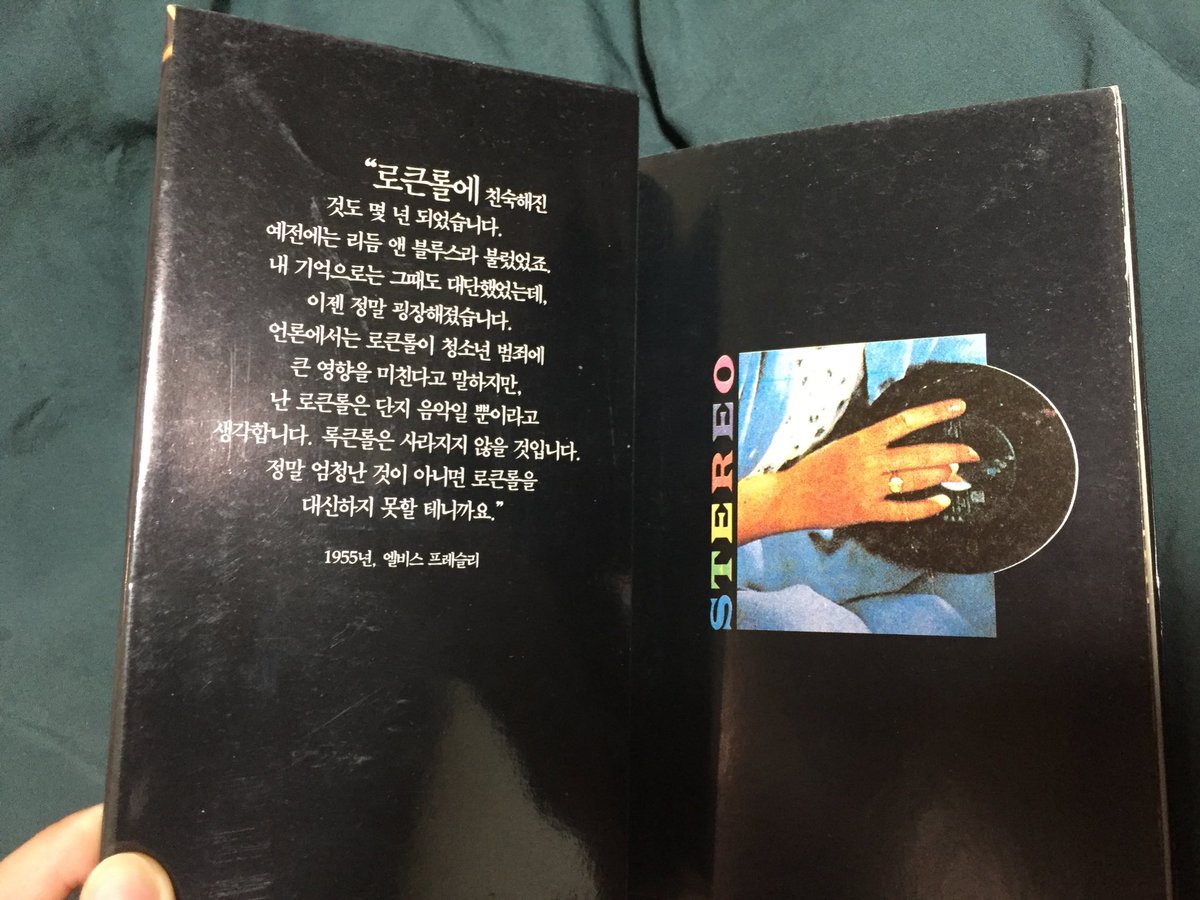 “로큰롤에 친숙해진
것도 몇 년 되었습니다.
예전에는 리듬 앤 블루스라 불렀었죠.
내 기억으로는 그때도 대단했었는데,
이젠 정말 굉장해졌습니다.
언론에서는 로큰롤이 청소년 범죄에
큰 영향을 미친다고 말하지만,
난 로큰롤은 단지 음악일 뿐이라고
생각합니다. 록큰롤은 사라지지 않을 것입니다.
정말 엄청난 것이 아니면 로큰롤을
대신하지 못할 테니까요.”
1955년, 엘비스 프레슬리
STEREO